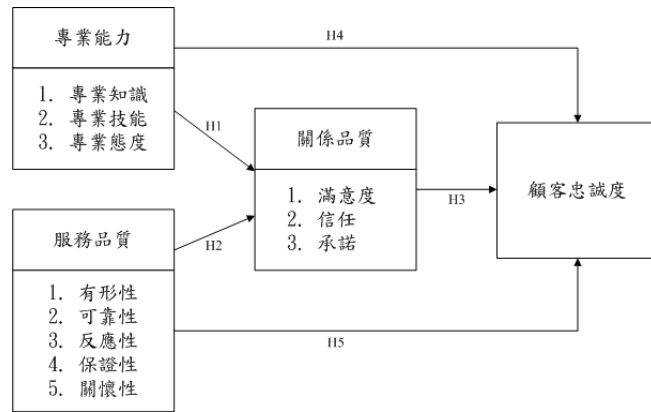 專業能力
1. 專業知識
2. 專業技能
3. 專業態度
H4
H1
關係品質
1. 滿意度
2. 信任
3. 承諾
H3
顧客忠誠度
服務品質
1. 有形性
2. 可靠性
3. 反應性
4. 保證性
5. 關懷性
H2
H5